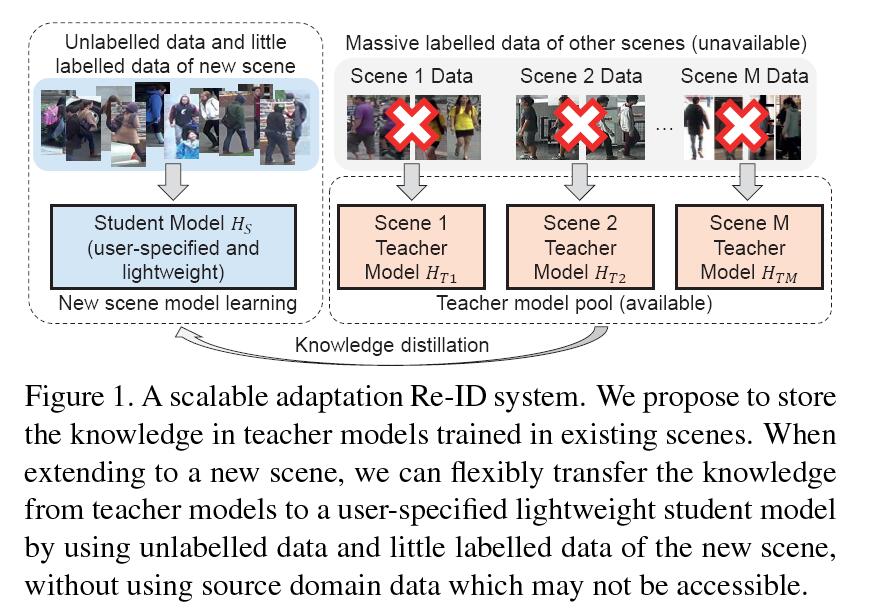 Unlabelled data and little
labelled data of new scene
Massive labelled data of other scenes (unavailable)
Scene 1 Data
Scene 2 Data
Scene M Data
...
Student Model H_S
(user-specified and
lightweight)
Scene 1
Teacher
Model H_{T1}
Scene 2
Teacher
Model H_{T2}
Scene M
Teacher
Model H_{TM}
New scene model learning
Teacher model pool (available)
Knowledge distillation
Figure 1. A scalable adaptation Re-ID system. We propose to store
the knowledge in teacher models trained in existing scenes. When
extending to a new scene, we can flexibly transfer the knowledge
from teacher models to a user-specified lightweight student model
by using unlabelled data and little labelled data of the new scene,
without using source domain data which may not be accessible.